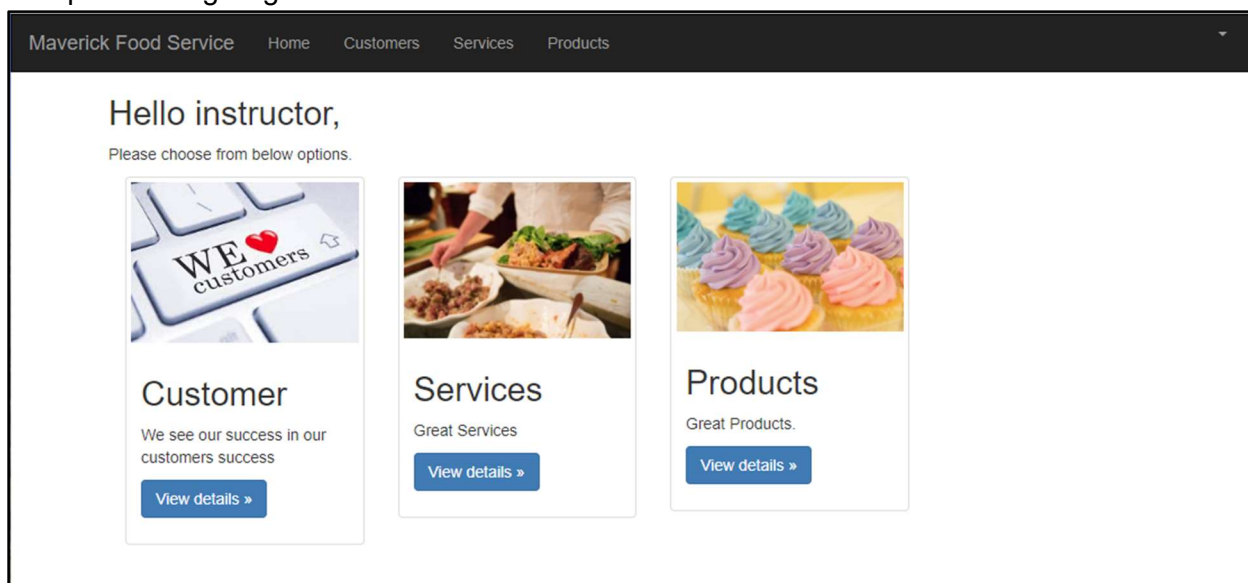 Maverick Food Service Home Customers Services Products
Hello instructor,
Please choose from below options.
WE
customers
Customer
We see our success in our
customers success
View details »
Services
Great Services
View details »
Products
Great Products.
View details »